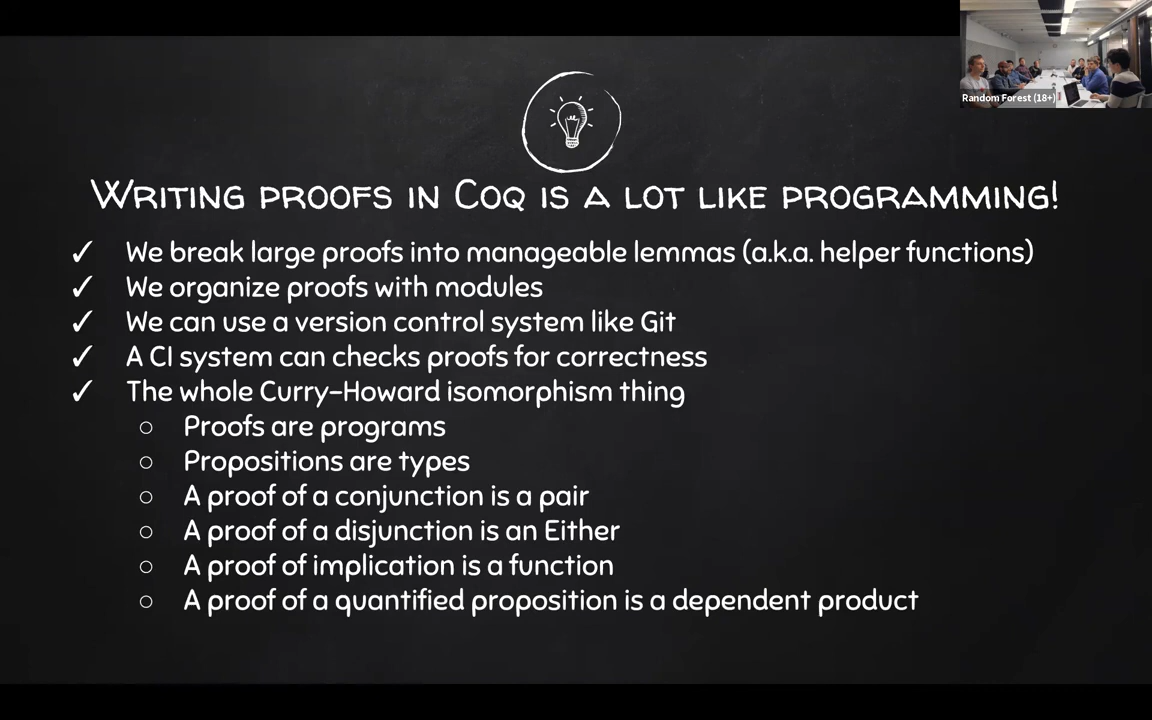 Random Forest (18+)
WRITING PROOFS IN COQ IS A LOT LIKE PROGRAMMING!
✓ We break large proofs into manageable lemmas (a.k.a. helper functions)
✓ We organize proofs with modules
✓ We can use a version control system like Git
✓ A CI system can checks proofs for correctness
✓ The whole Curry-Howard isomorphism thing
○ Proofs are programs
○ Propositions are types
○ A proof of a conjunction is a pair
○ A proof of a disjunction is an Either
○ A proof of implication is a function
○ A proof of a quantified proposition is a dependent product